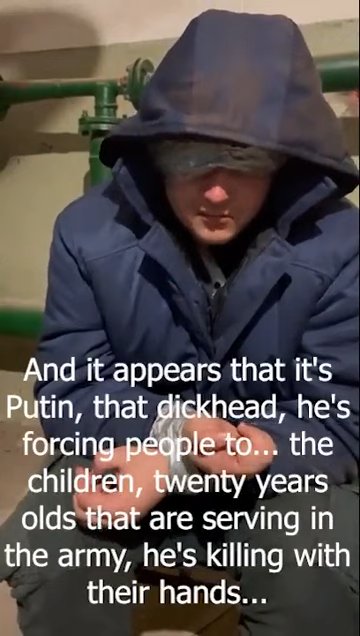 And it appears that it's
Putin, that dickhead, he's
forcing people to... the
children, twenty years
olds that are serving in
the army, he's killing with
their hands...